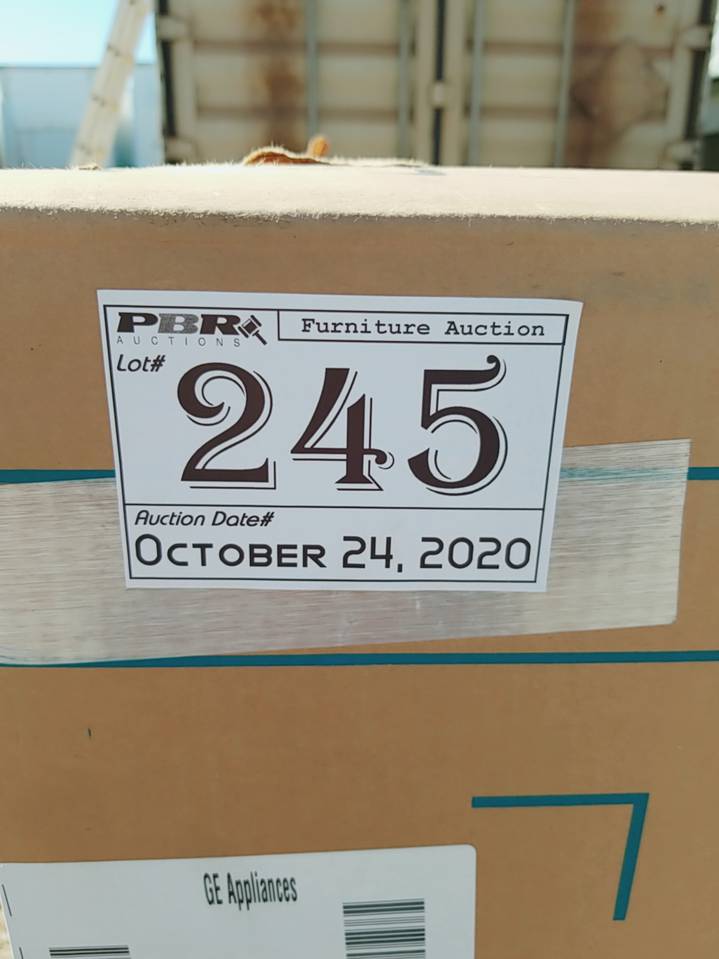 PBR
AUCTIONS
Furniture Auction
Lot#
245
Auction Date#
OCTOBER 24, 2020
GE Appliances